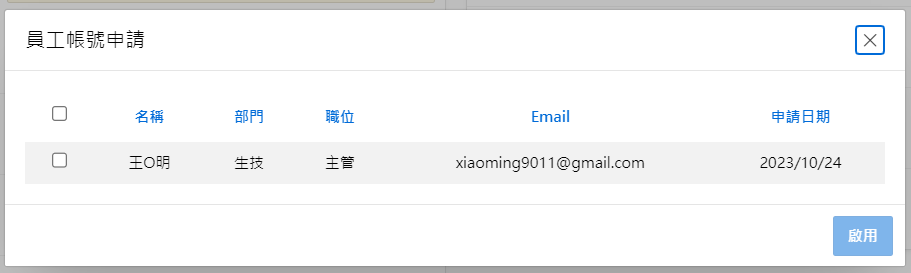 員工帳號申請
名稱 部門 職位 Email 申請日期
王O明 生技 主管 xiaoming9011@gmail.com 2023/10/24
啟用